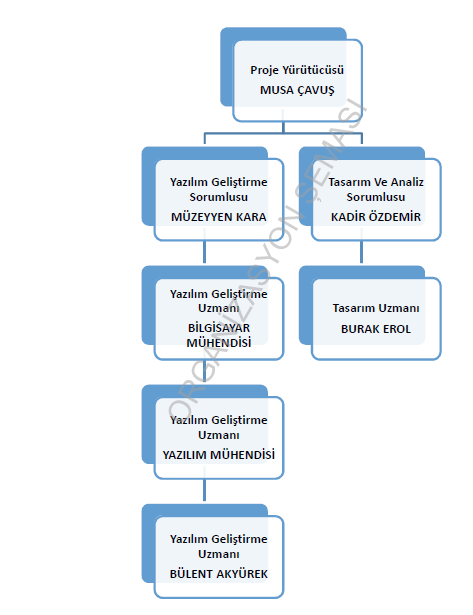 Proje Yürütücüsü
MUSA ÇAVUŞ
Yazılım Geliştirme
Sorumlusu
MÜZEYYEN KARA
Tasarım Ve Analiz
Sorumlusu
KADİR ÖZDEMİR
Yazılım Geliştirme
Uzmanı
BİLGİSAYAR
MÜHENDİSİ
Tasarım Uzmanı
BURAK EROL
Yazılım Geliştirme
Uzmanı
YAZILIM MÜHENDİSİ
Yazılım Geliştirme
Uzmanı
BÜLENT AKYÜREK
ORGANİZASYON ŞEMASI